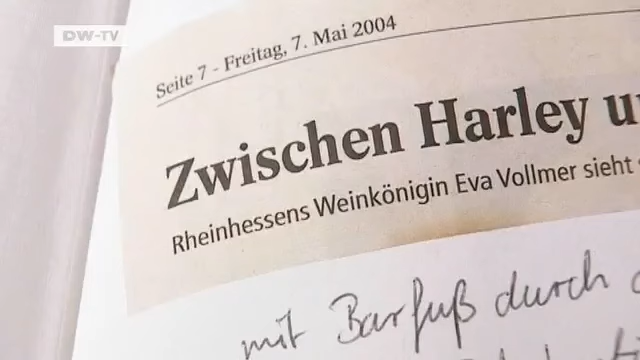 DW-TV
Seite 7 - Freitag, 7. Mai 2004
Zwischen Harley
Rheinhessens Weinkönigin Eva Vollmer sieht
mit Barfuß durch